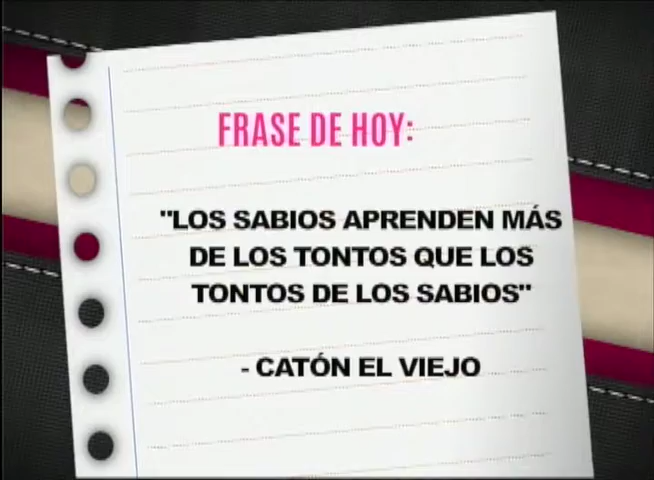 FRASE DE HOY:
"LOS SABIOS APRENDEN MÁS
DE LOS TONTOS QUE LOS
TONTOS DE LOS SABIOS"
- CATÓN EL VIEJO